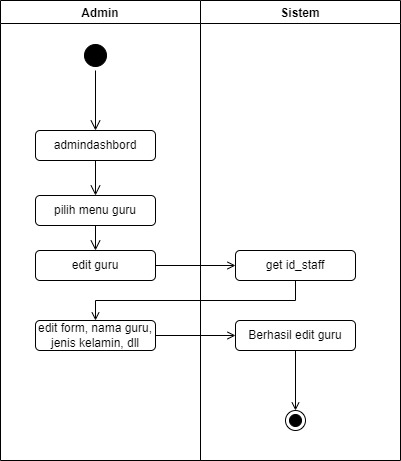 Admin
Sistem
admindashbord
pilih menu guru
edit guru
get id_staff
edit form, nama guru,
jenis kelamin, dll
Berhasil edit guru